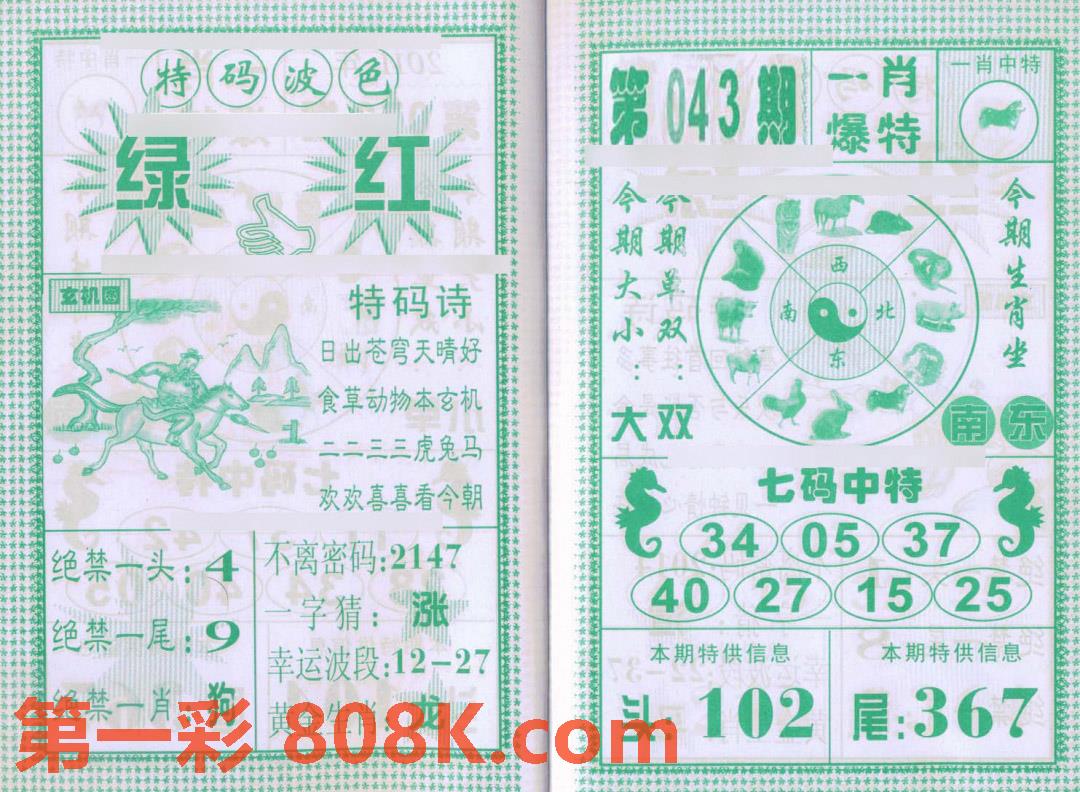 特码波色
绿 红
玄机图
特码诗
日出苍穹天晴好
食草动物本玄机
二二三三虎兔马
欢欢喜喜看今朝
绝禁一头:4
绝禁一尾:9
绝禁一肖:狗
不离密码:2147
一字猜:涨
幸运波段:12-27
黄金生肖:龙
第043期
一肖
爆特
一肖中特
今期大小:大
今期单双:双
西
南
北
东
今期生肖坐
南 东
七码中特
34 05 37
40 27 15 25
本期特供信息
头:102
本期特供信息
尾:367
第一彩 808K.com